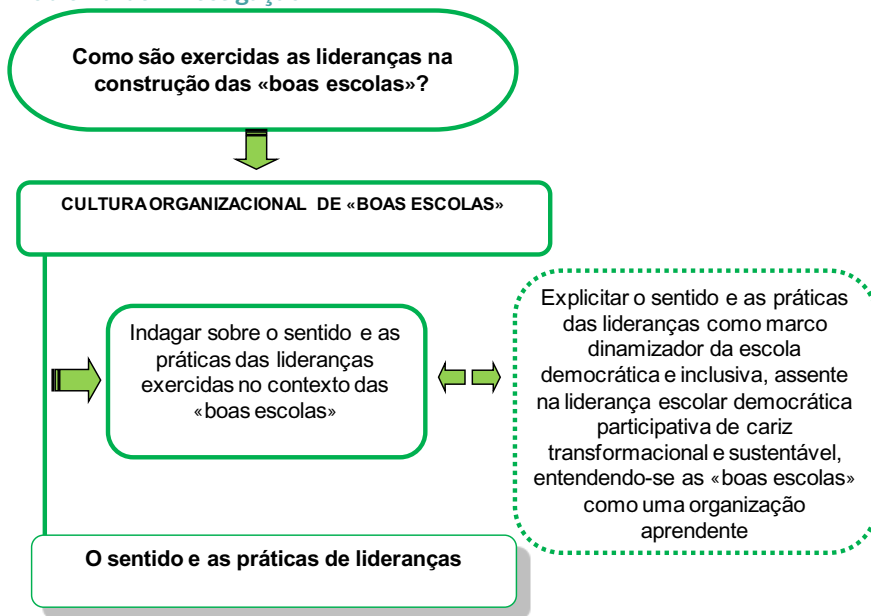 Como são exercidas as lideranças na
construção das «boas escolas»?
CULTURA ORGANIZACIONAL DE «BOAS ESCOLAS»
Indagar sobre o sentido e as
práticas das lideranças
exercidas no contexto das
«boas escolas»
Explicitar o sentido e as práticas
das lideranças como marco
dinamizador da escola
democrática e inclusiva, assente
na liderança escolar democrática
participativa de cariz
transformacional e sustentável,
entendendo-se as «boas escolas»
como uma organização
aprendente
O sentido e as práticas de lideranças